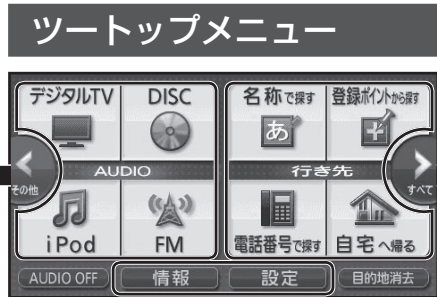 ツートップメニュー
デジタルTV DISC 名称で探す 登録ポイントから探す
あ
AUDIO 行き先
その他 すべて
iPod FM 電話番号で探す 自宅へ帰る
AUDIO OFF 情報 設定 目的地消去